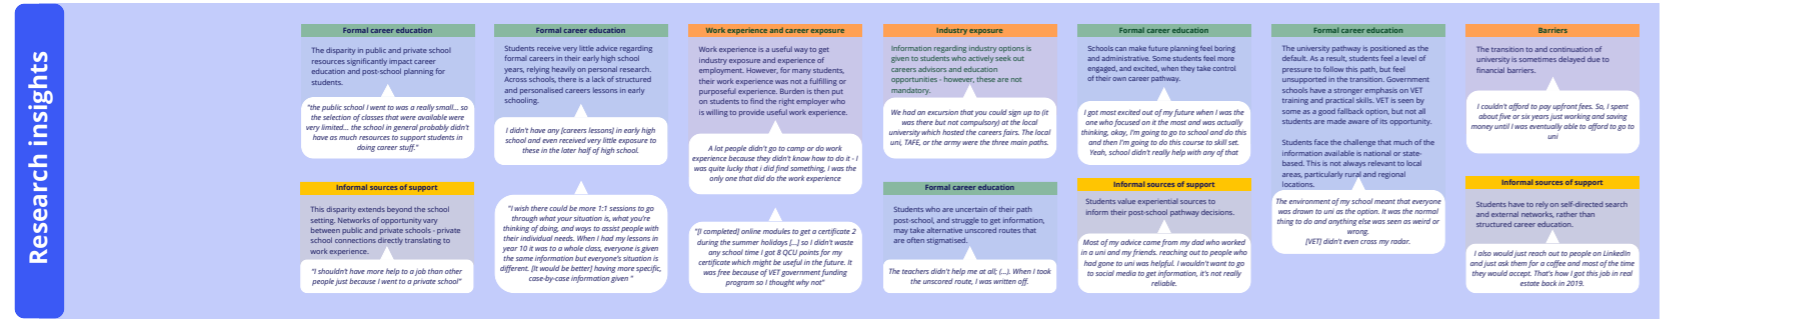 Research insights
Formal career education
The disparity in public and private school
resources significantly impact career
education and post-school planning for
students.
"the public school I went to was a really small... so
the selection of classes that were available were
very limited... the school in general probably didn't
have as much resources to support students in
doing career stuff."
Informal sources of support
This disparity extends beyond the school
setting. Networks of opportunity vary
between public and private schools - private
school connections directly translating to
work experience.
"I shouldn't have more help to a job than other
people just because I went to a private school"
Formal career education
Students receive very little advice regarding
formal careers in their early high school
years, relying heavily on personal research.
Across schools, there is a lack of structured
and personalised careers lessons in early
schooling.
I didn't have any [careers lessons] in early high
school and even received very little exposure to
these in the later half of high school.
"I wish there could be more 1:1 sessions to go
through what your situation is, what you're
thinking of doing, and ways to assist people with
their individual needs. When I had my lessons in
year 10 it was to a whole class, everyone is given
the same information but everyone's situation is
different. [It would be better] having more specific,
case-by-case information given "
Work experience and career exposure
Work experience is a useful way to get
industry exposure and experience of
employment. However, for many students,
their work experience was not a fulfilling or
purposeful experience. Burden is then put
on students to find the right employer who
is willing to provide useful work experience.
A lot people didn't go to camp or do work
experience because they didn't know how to do it - I
was quite lucky that i did find something, I was the
only one that did do the work experience
"[I completed] online modules to get a certificate 2
during the summer holidays [...] so I didn't waste
any school time I got 8 QCU points for my
certificate which might be useful in the future. It
was free because of VET government funding
program so I thought why not"
Industry exposure
Information regarding industry options is
given to students who actively seek out
careers advisors and education
opportunities - however, these are not
mandatory.
We had an excursion that you could sign up to (it
was there but not compulsory) at the local
university which hosted the careers fairs. The local
uni, TAFE, or the army were the three main paths.
Formal career education
Students who are uncertain of their path
post-school, and struggle to get information,
may take alternative unscored routes that
are often stigmatised.
The teachers didn't help me at all; (...). When I took
the unscored route, I was written off.
Formal career education
Schools can make future planning feel boring
and administrative. Some students feel more
engaged, and excited, when they take control
of their own career pathway.
I got most excited out of my future when I was the
one who focused on it the most and was actually
thinking, okay, I'm going to go to school and do this
and then I'm going to do this course to skill set.
Yeah, school didn't really help with any of that
Informal sources of support
Students value experiential sources to
inform their post-school pathway decisions.
Most of my advice came from my dad who worked
in a uni and my friends. reaching out to people who
had gone to uni was helpful. I wouldn't want to go
to social media to get information, it's not really
reliable.
Formal career education
The university pathway is positioned as the
default. As a result, students feel a level of
pressure to follow this path, but feel
unsupported in the transition. Government
schools have a stronger emphasis on VET
training and practical skills. VET is seen by
some as a good fallback option, but not all
students are made aware of its opportunity.
Students face the challenge that much of the
information available is national or state-
based. This is not always relevant to local
areas, particularly rural and regional
locations.
The environment of my school meant that everyone
was drawn to uni as the option. It was the normal
thing to do and anything else was seen as weird or
wrong.
[VET] didn't even cross my radar.
Barriers
The transition to and continuation of
university is sometimes delayed due to
financial barriers.
I couldn't afford to pay upfront fees. So, I spent
about five or six years just working and saving
money until I was eventually able to afford to go to
uni
Informal sources of support
Students have to rely on self-directed search
and external networks, rather than
structured career education.
I also would just reach out to people on LinkedIn
and just ask them for a coffee and most of the time
they would accept. That's how I got this job in real
estate back in 2019.